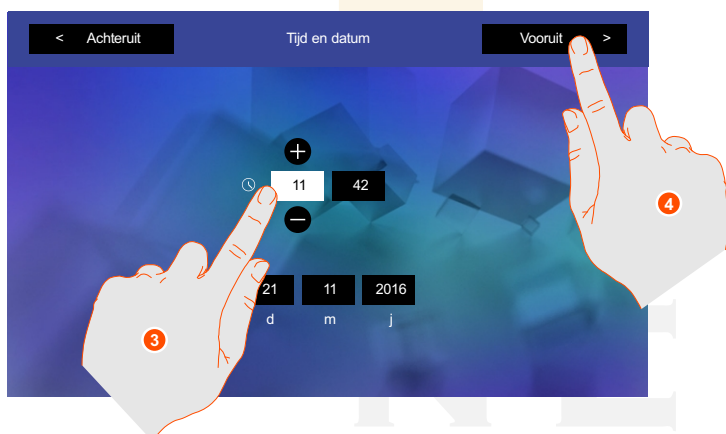 < Achteruit
Tijd en datum
Vooruit >
11 42
21 11 2016
d m j
3
4